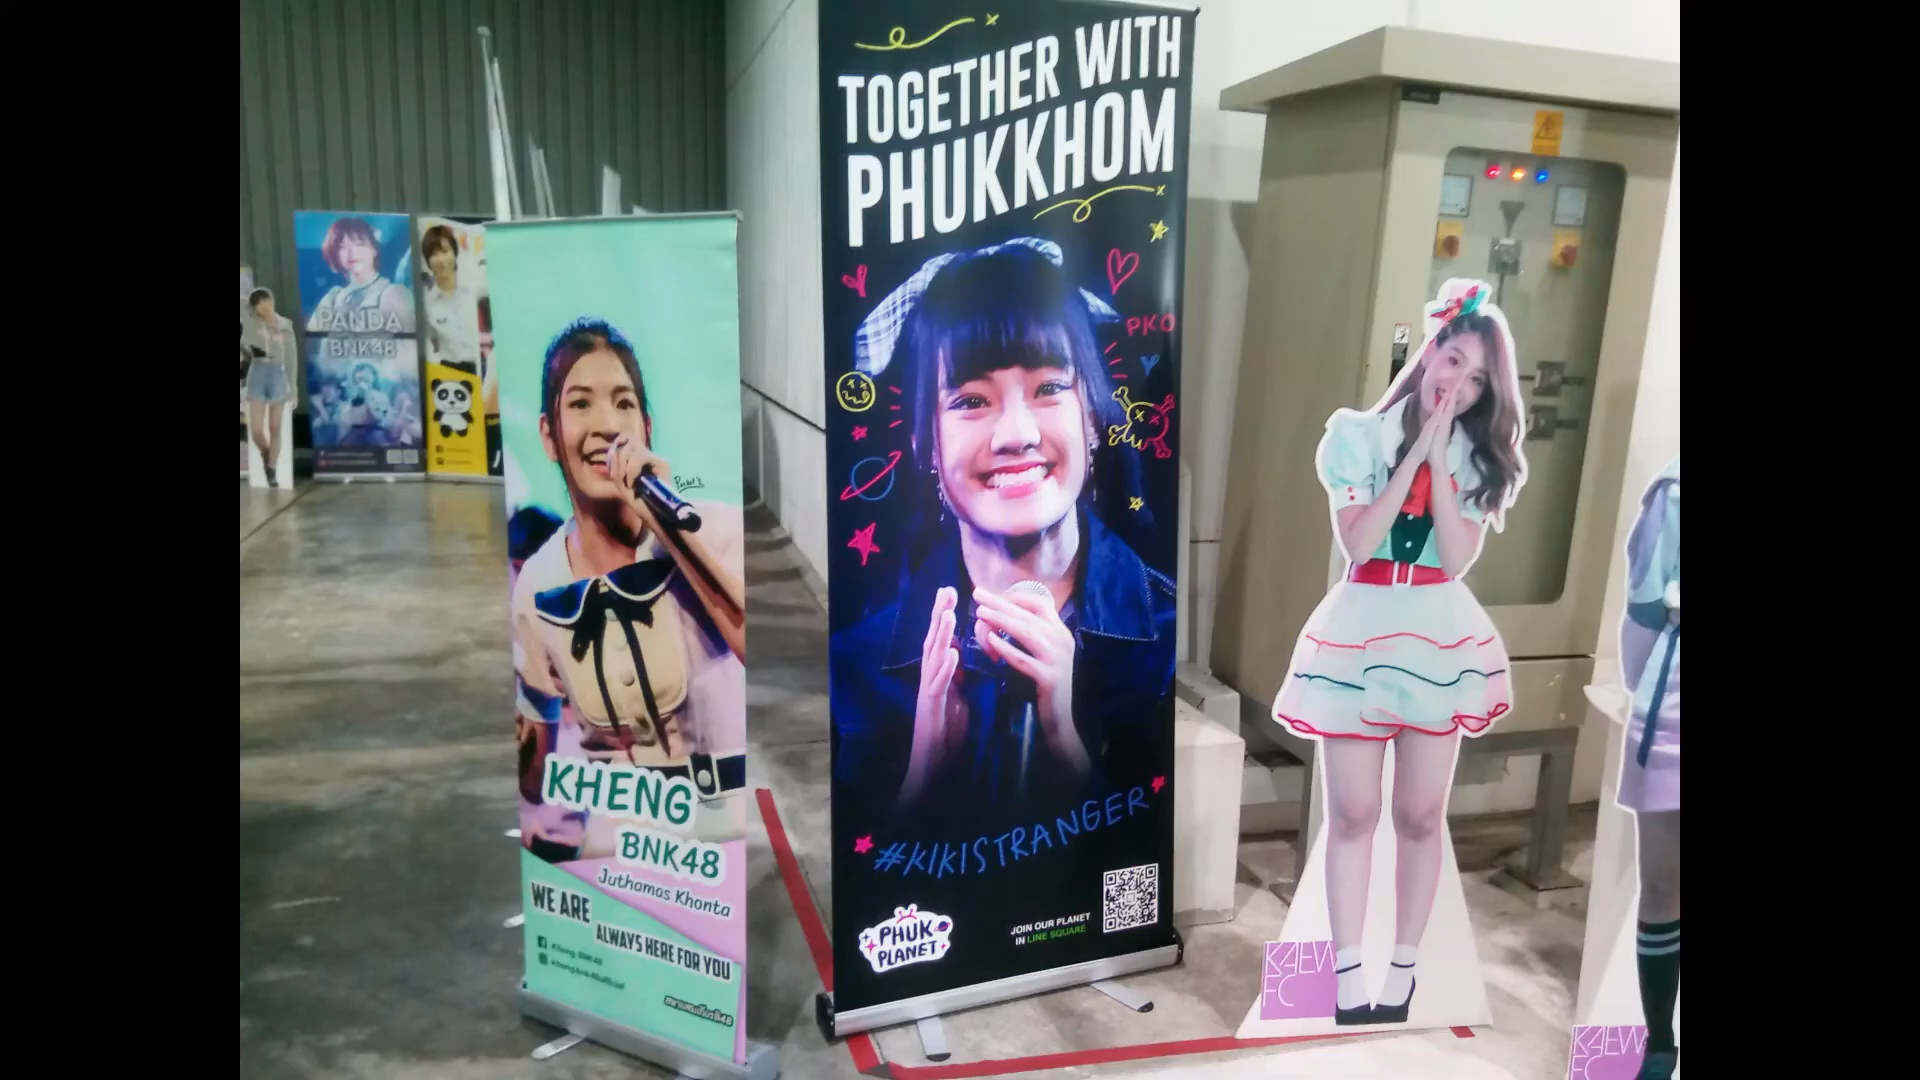 PANDA
BNK48
KHENG
BNK48
Juthamas Khonta
WE ARE
ALWAYS HERE FOR YOU
Kheng BNK48
kheng.bnk48official
TOGETHER WITH
PHUKKHOM
PKO
#KIKISTRANGER
PHUK
PLANET
JOIN OUR PLANET
IN LINE SQUARE
KAEW
FC
KAEW
FC